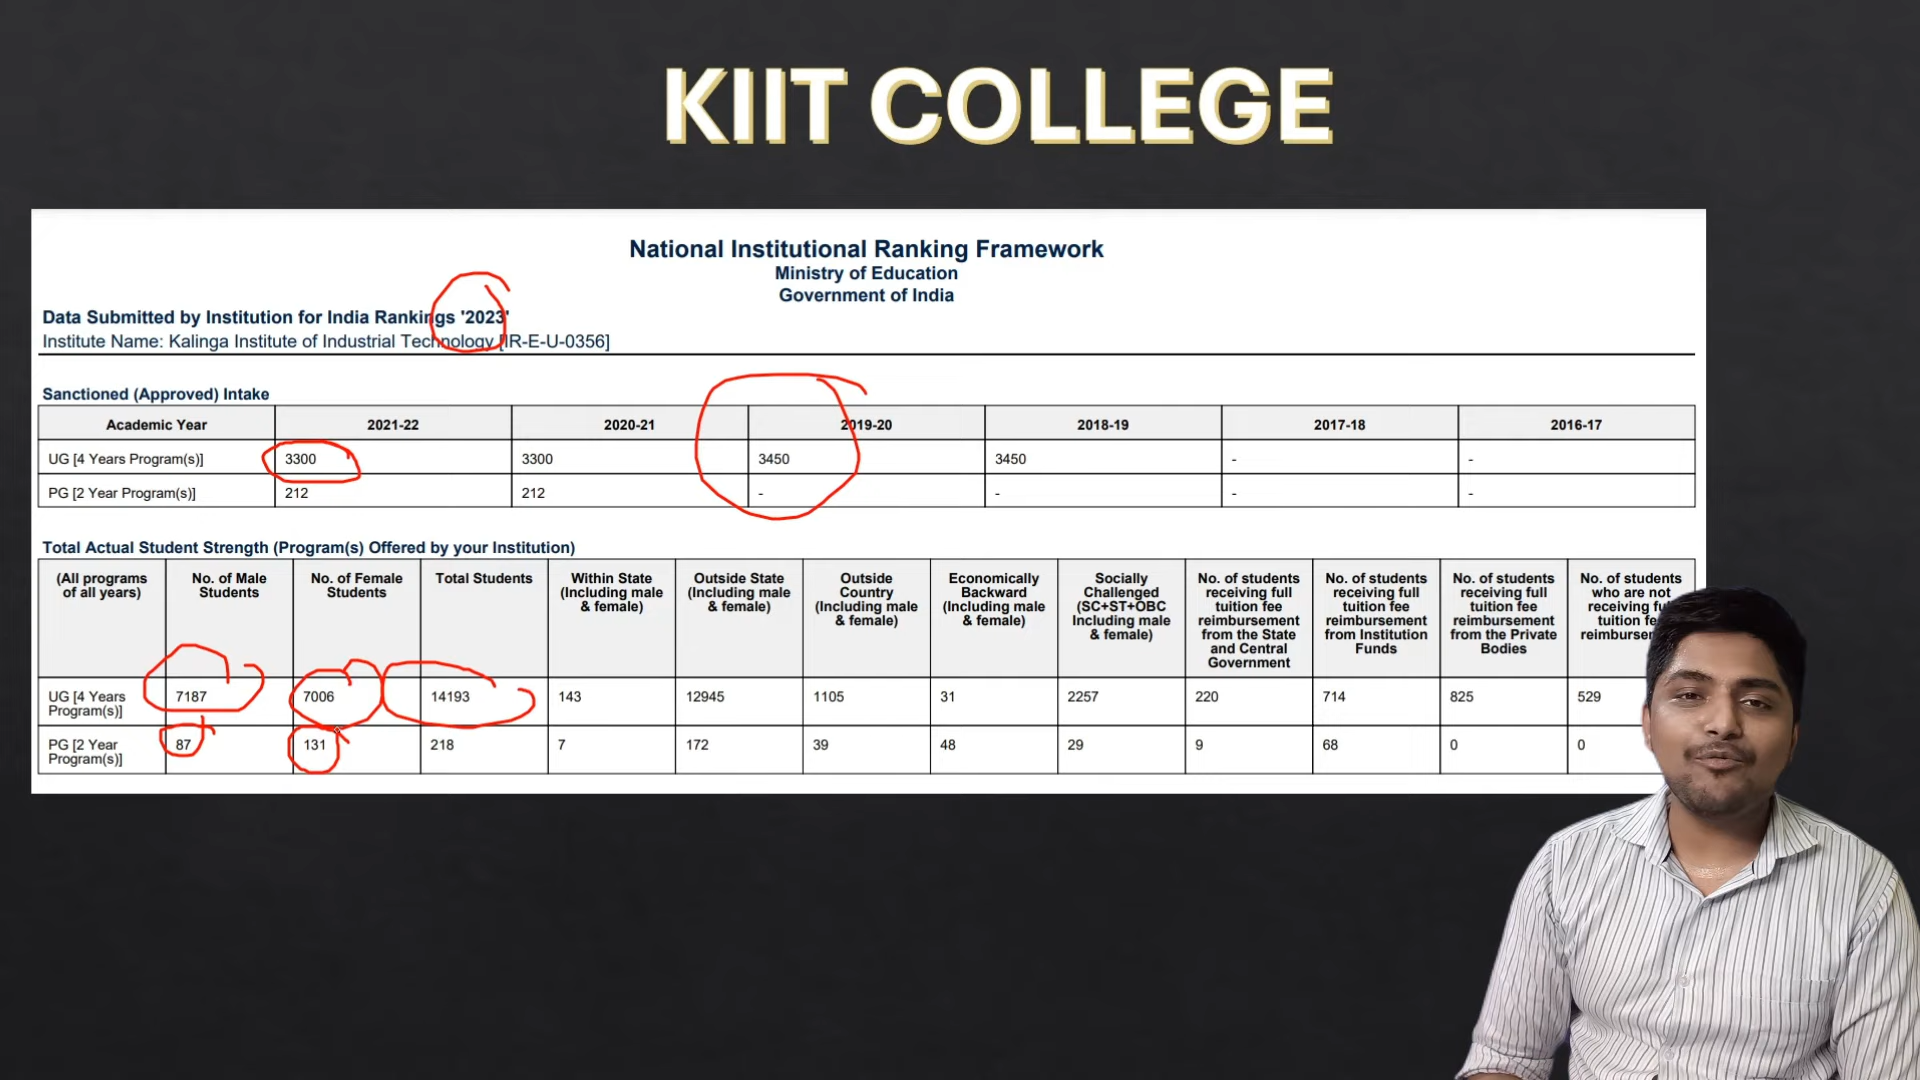 KIIT COLLEGE
National Institutional Ranking Framework
Ministry of Education
Government of India
Data Submitted by Institution for India Rankings '2023'
Institute Name: Kalinga Institute of Industrial Technology [IR-E-U-0356]
Sanctioned (Approved) Intake
Academic Year 2021-22 2020-21 2019-20 2018-19 2017-18 2016-17
UG [4 Years Program(s)] 3300 3300 3450 3450 - -
PG [2 Year Program(s)] 212 212 - - - -
Total Actual Student Strength (Program(s) Offered by your Institution)
(All programs of all years) No. of Male Students No. of Female Students Total Students Within State (Including male & female) Outside State (Including male & female) Outside Country (Including male & female) Economically Backward (Including male & female) Socially Challenged (SC+ST+OBC Including male & female) No. of students receiving full tuition fee reimbursement from the State and Central Government No. of students receiving full tuition fee reimbursement from Institution Funds No. of students receiving full tuition fee reimbursement from the Private Bodies No. of students who are not receiving tuition
UG [4 Years Program(s)] 7187 7006 14193 143 12945 1105 31 2257 220 714 825 529
PG [2 Year Program(s)] 87 131 218 7 172 39 48 29 9 68 0 0